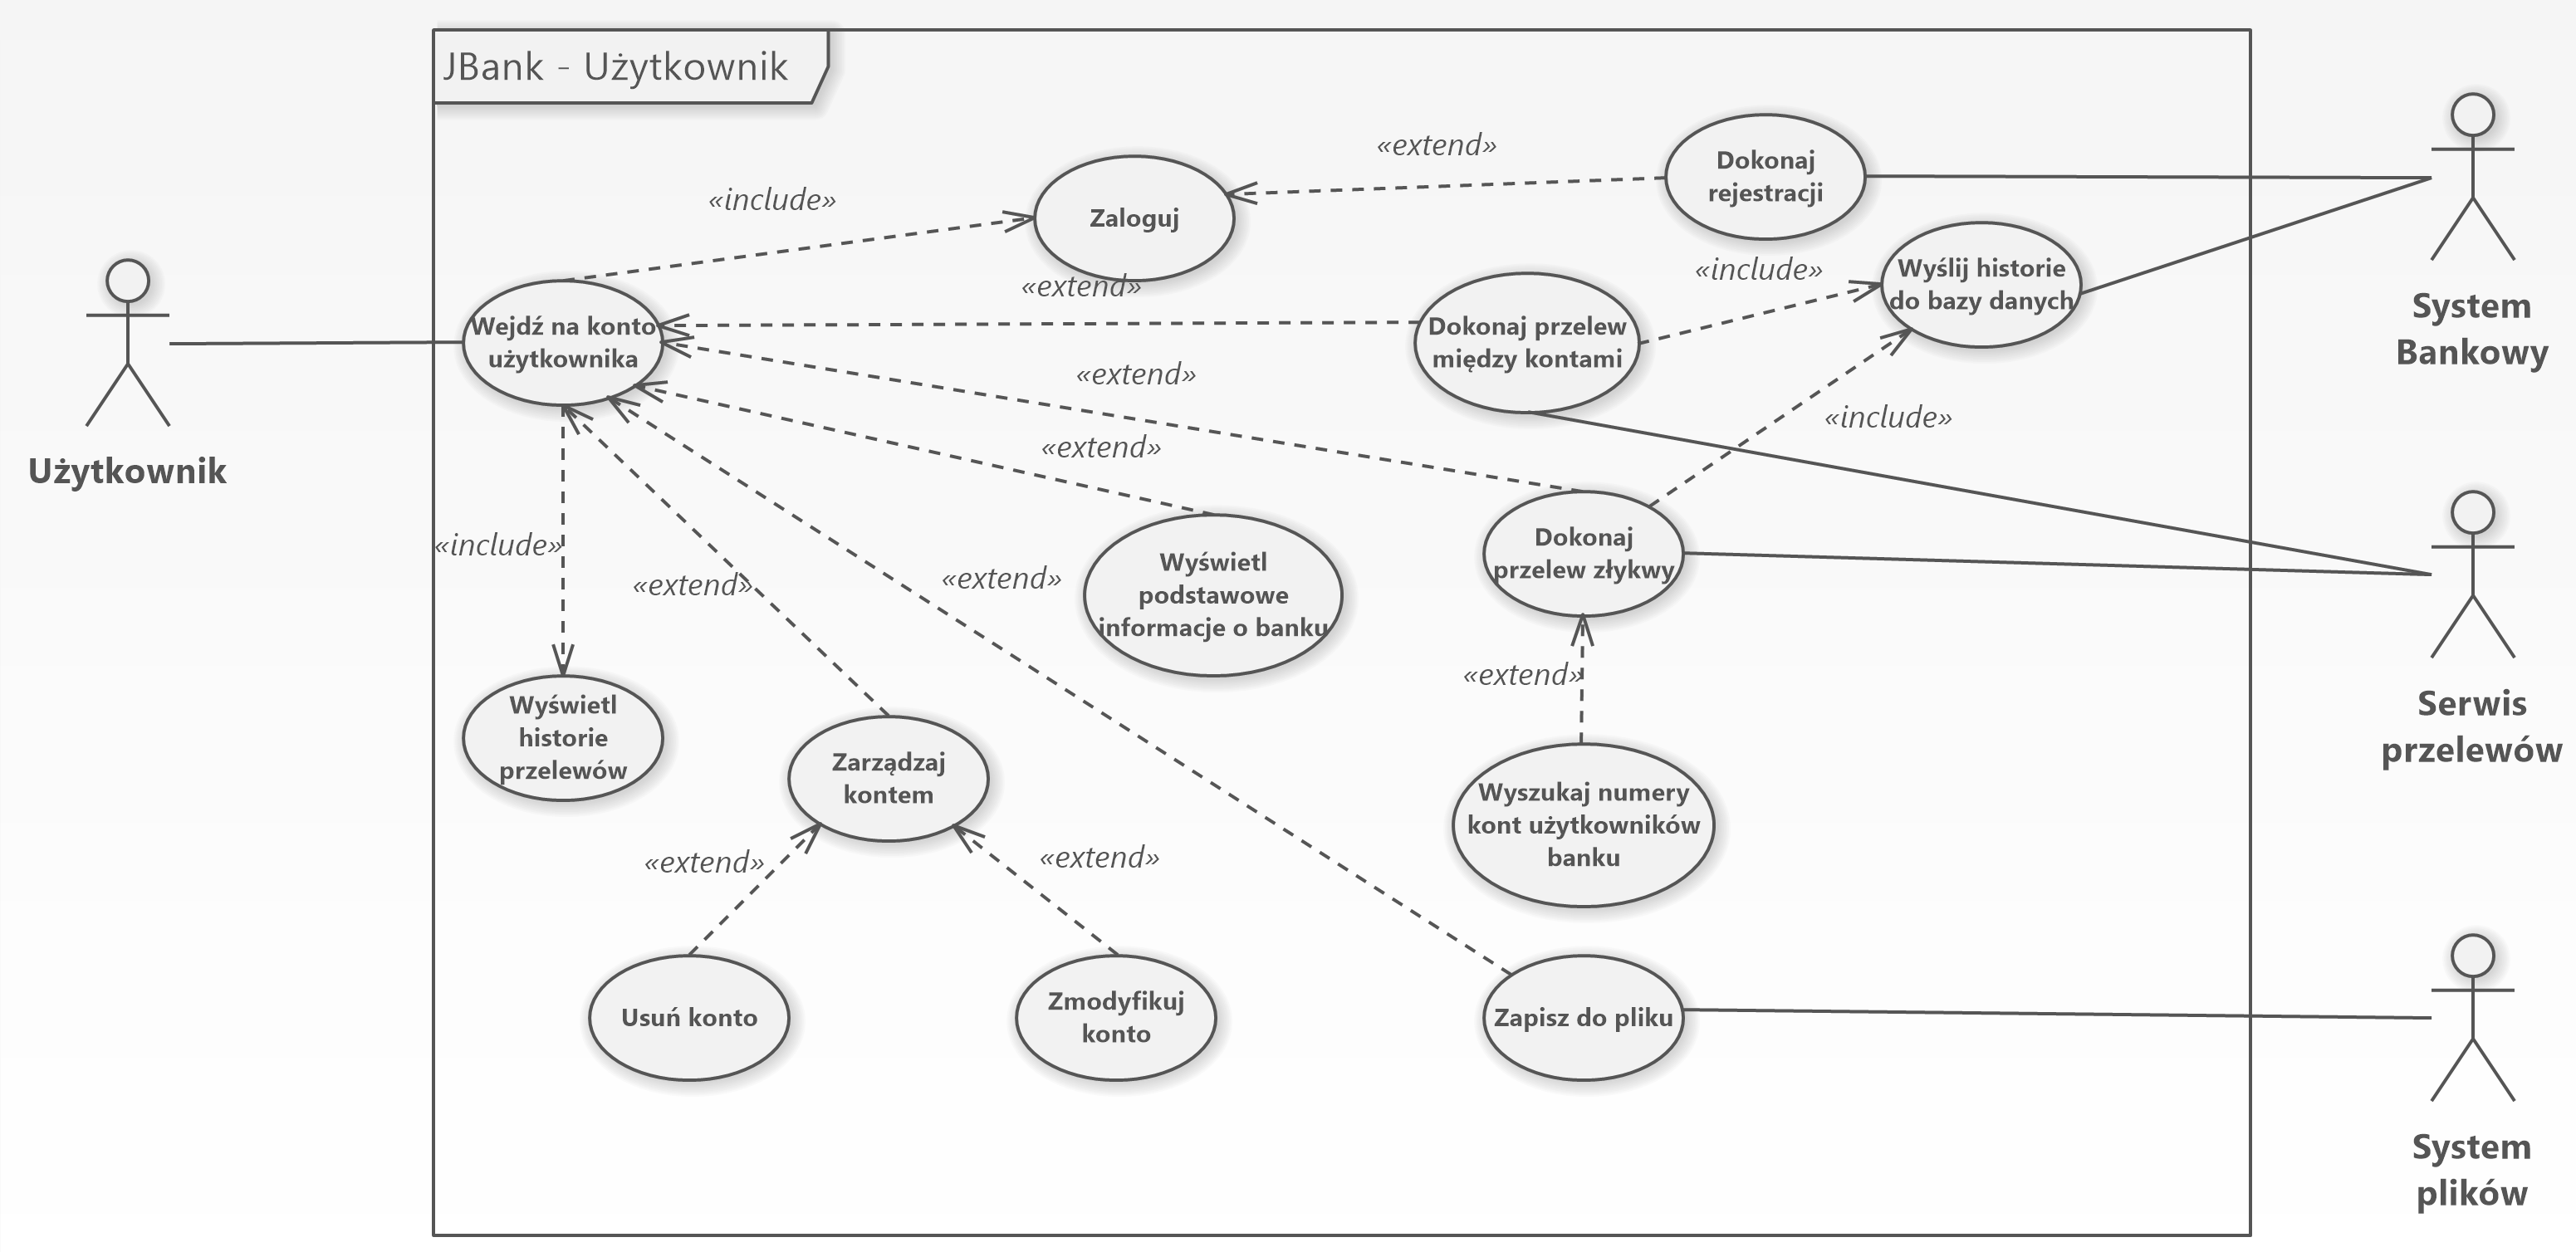 JBank - Użytkownik
«extend»
Dokonaj
rejestracji
«include»
Zaloguj
«include»
Wyślij historie
do bazy danych
«extend»
System
Bankowy
Wejdź na konto
użytkownika
Dokonaj przelew
między kontami
«extend»
«include»
«extend»
Użytkownik
«include»
«extend»
«extend»
Wyświetl
podstawowe
informacje o banku
Dokonaj
przelew złykwy
«extend»
Serwis
przelewów
Wyświetl
historie
przelewów
Zarządzaj
kontem
Wyszukaj numery
kont użytkowników
banku
«extend»
«extend»
Usuń konto
Zmodyfikuj
konto
Zapisz do pliku
System
plików